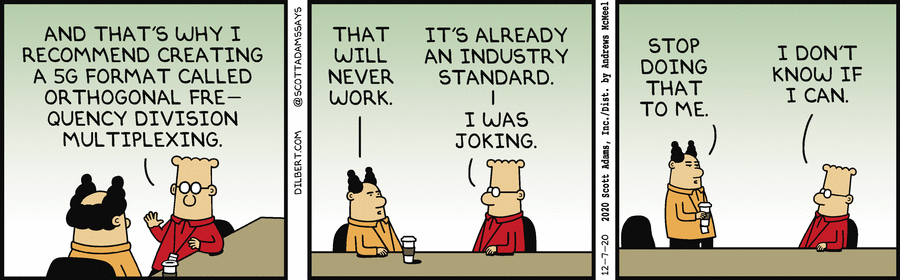 AND THAT'S WHY I
RECOMMEND CREATING
A 5G FORMAT CALLED
ORTHOGONAL FRE–
QUENCY DIVISION
MULTIPLEXING.
DILBERT.COM @SCOTTADAMSSAYS
THAT
WILL
NEVER
WORK.
IT'S ALREADY
AN INDUSTRY
STANDARD.
I WAS
JOKING.
12-7-20 2020 Scott Adams, Inc./Dist. by Andrews McMeel
STOP
DOING
THAT
TO ME.
I DON'T
KNOW IF
I CAN.